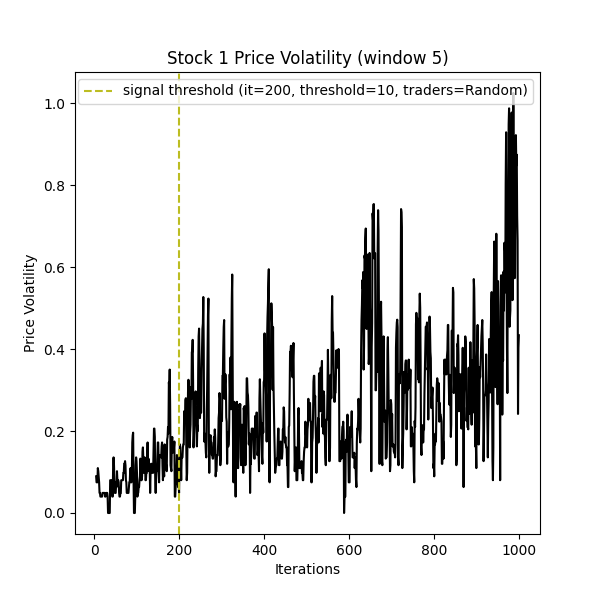 Stock 1 Price Volatility (window 5)
signal threshold (it=200, threshold=10, traders=Random)
1.0
0.8
0.6
0.4
0.2
0.0
Price Volatility
0 200 400 600 800 1000
Iterations